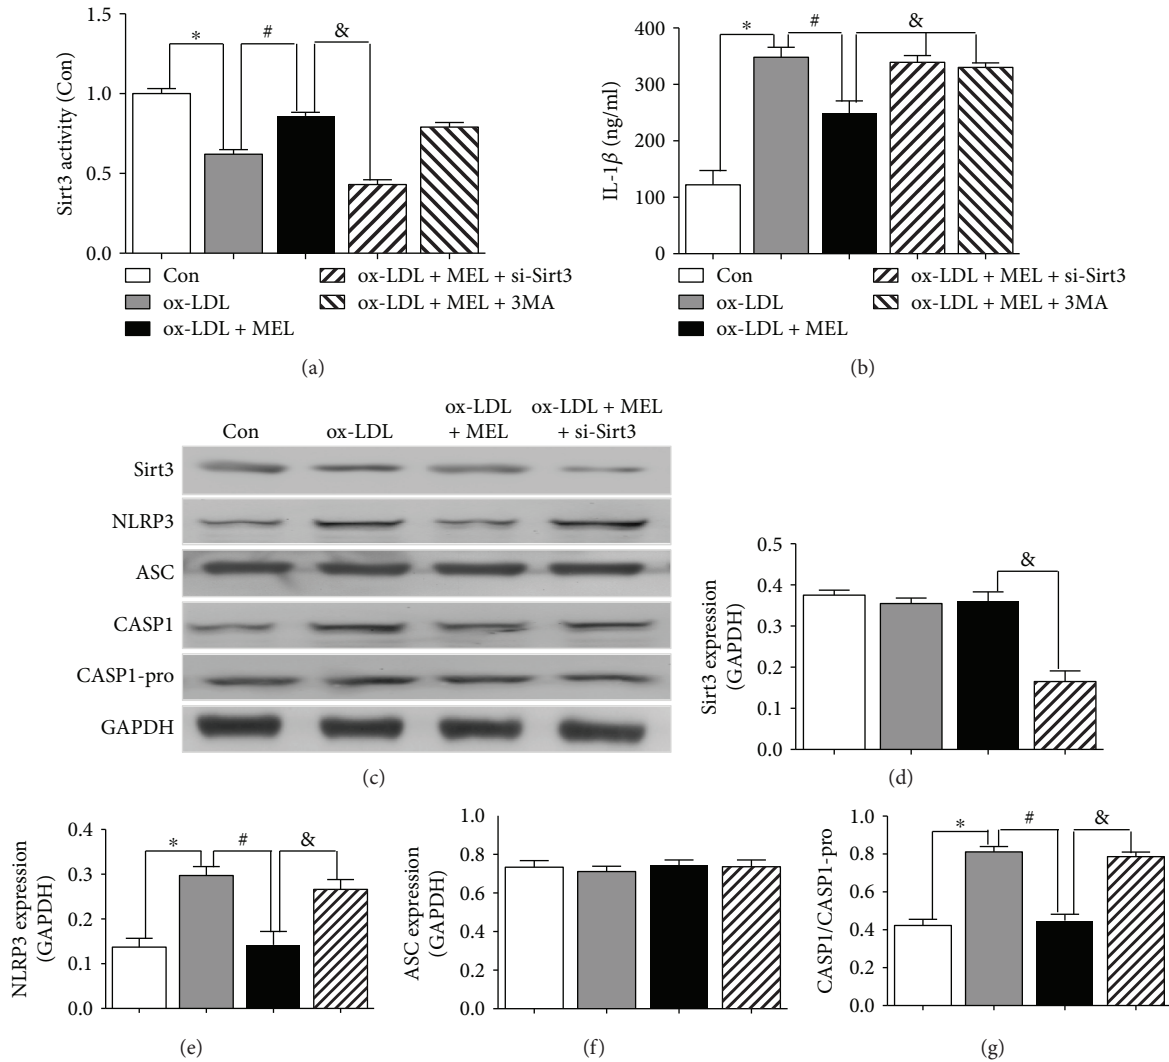 Sirt3 activity (Con)
1.0
0.5
0.0
*
#
&
Con
ox-LDL
ox-LDL + MEL
ox-LDL + MEL + si-Sirt3
ox-LDL + MEL + 3MA
(a)
IL-1β (ng/ml)
400
300
200
100
0
*
#
&
Con
ox-LDL
ox-LDL + MEL
ox-LDL + MEL + si-Sirt3
ox-LDL + MEL + 3MA
(b)
Con
ox-LDL
ox-LDL
+ MEL
ox-LDL + MEL
+ si-Sirt3
Sirt3
NLRP3
ASC
CASP1
CASP1-pro
GAPDH
(c)
Sirt3 expression
(GAPDH)
0.5
0.4
0.3
0.2
0.1
0.0
&
(d)
NLRP3 expression
(GAPDH)
0.3
0.3
0.2
0.1
0.0
*
#
&
(e)
ASC expression
(GAPDH)
1.0
0.8
0.6
0.4
0.2
0.0
(f)
CASP1/CASP1-pro
1.0
0.8
0.6
0.4
0.2
0.0
*
#
&
(g)